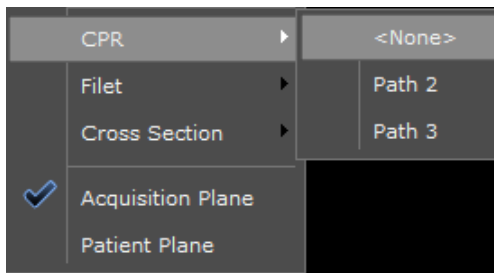 CPR
Filet
Cross Section
Acquisition Plane
Patient Plane
<None>
Path 2
Path 3